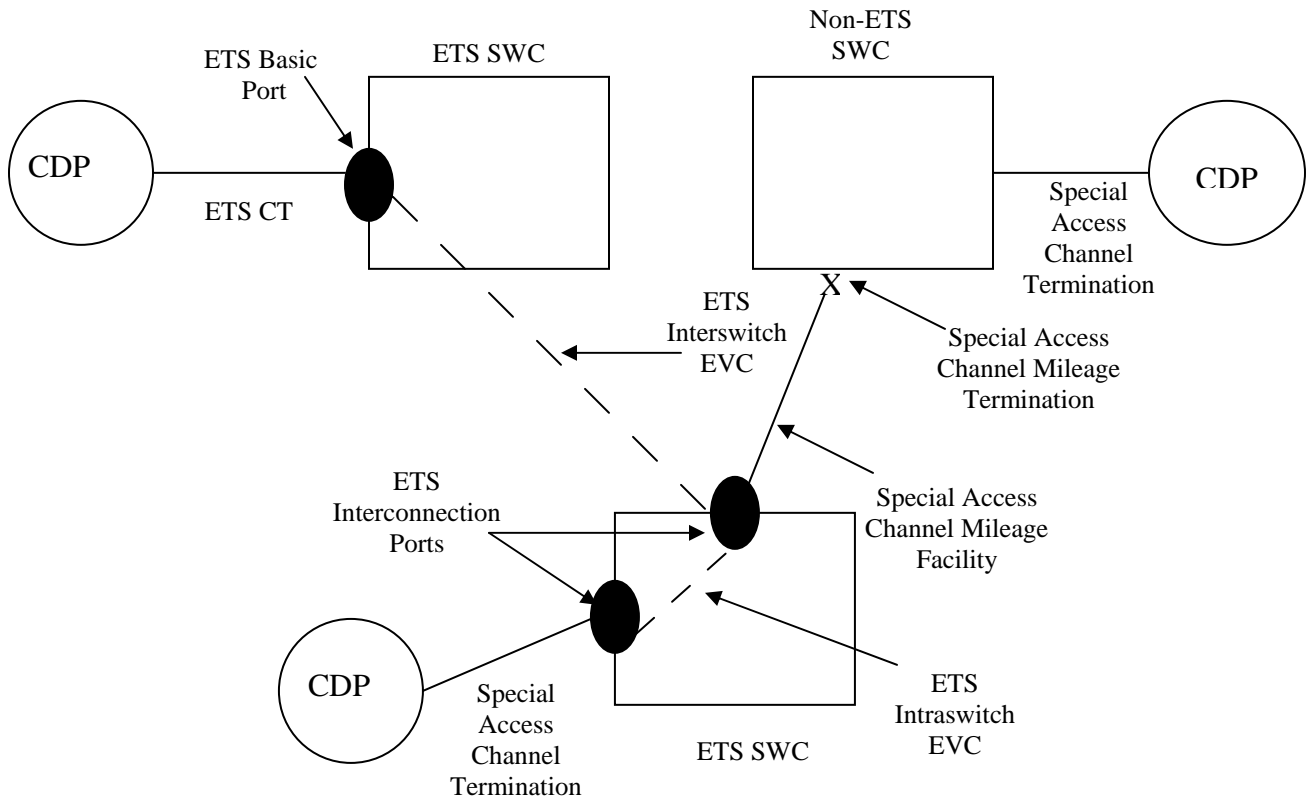 Non-ETS
SWC
ETS SWC
ETS Basic
Port
CDP
CDP
ETS CT
Special
Access
Channel
Termination
ETS
Interswitch
EVC
X
Special Access
Channel Mileage
Termination
ETS
Interconnection
Ports
Special Access
Channel Mileage
Facility
CDP
Special
Access
Channel
Termination
ETS
Intraswitch
EVC
ETS SWC